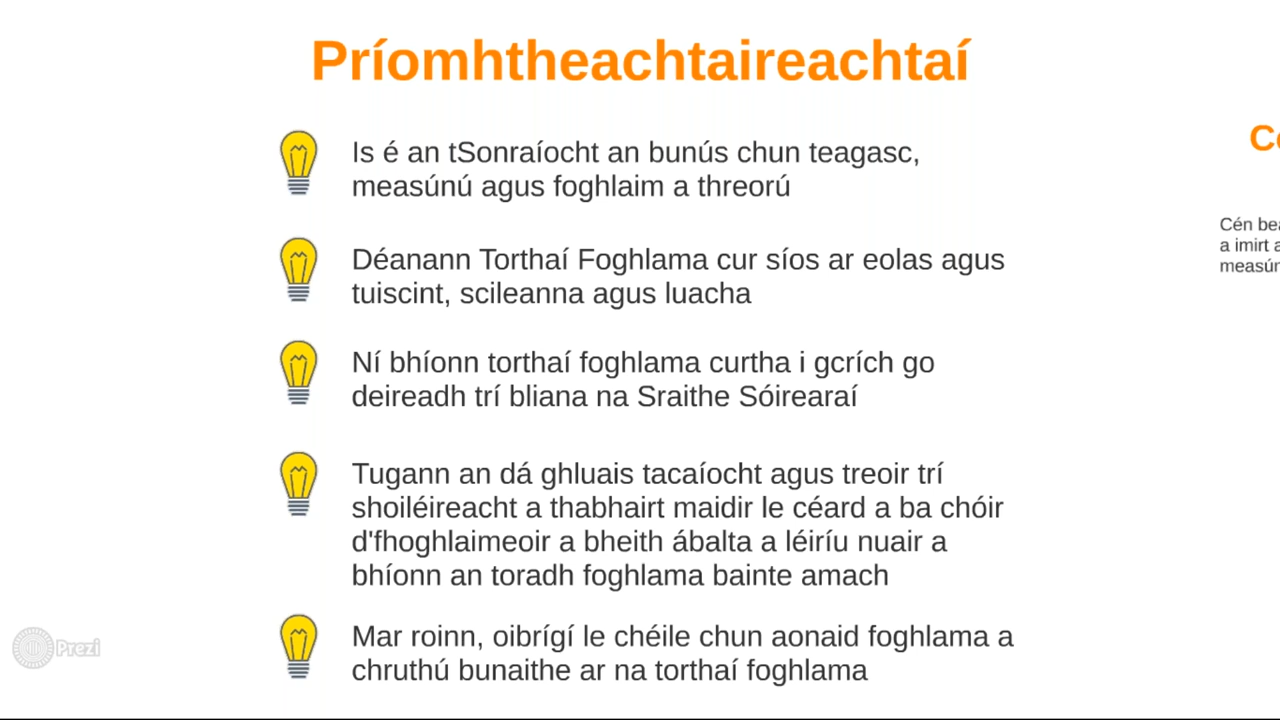 Príomhtheachtaireachtaí
Is é an tSonraíocht an bunús chun teagasc,
measúnú agus foghlaim a threorú
Déanann Torthaí Foghlama cur síos ar eolas agus
tuiscint, scileanna agus luacha
Ní bhíonn torthaí foghlama curtha i gcrích go
deireadh trí bliana na Sraithe Sóirearaí
Tugann an dá ghluais tacaíocht agus treoir trí
shoiléireacht a thabhairt maidir le céard a ba chóir
d'fhoghlaimeoir a bheith ábalta a léiríu nuair a
bhíonn an toradh foghlama bainte amach
Mar roinn, oibrígí le chéile chun aonaid foghlama a
chruthú bunaithe ar na torthaí foghlama
Cén
a imirt
Prezi